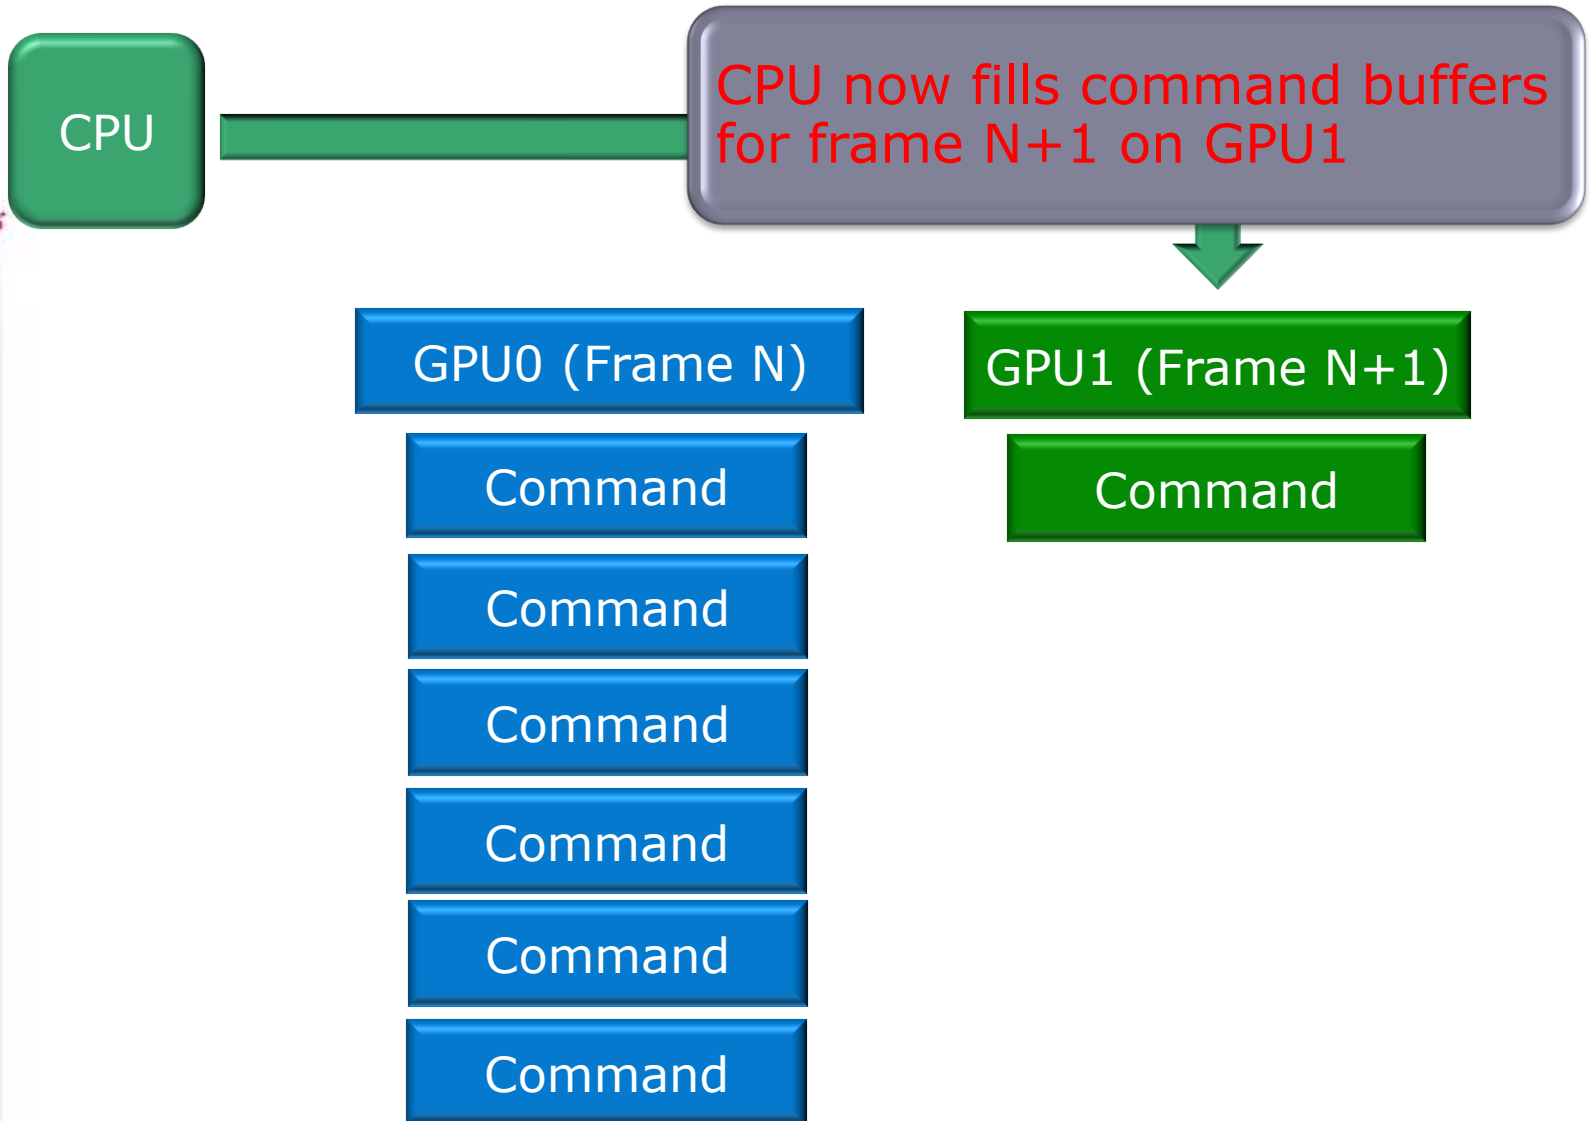 CPU
CPU now fills command buffers
for frame N+1 on GPU1
GPU0 (Frame N)
GPU1 (Frame N+1)
Command
Command
Command
Command
Command
Command
Command